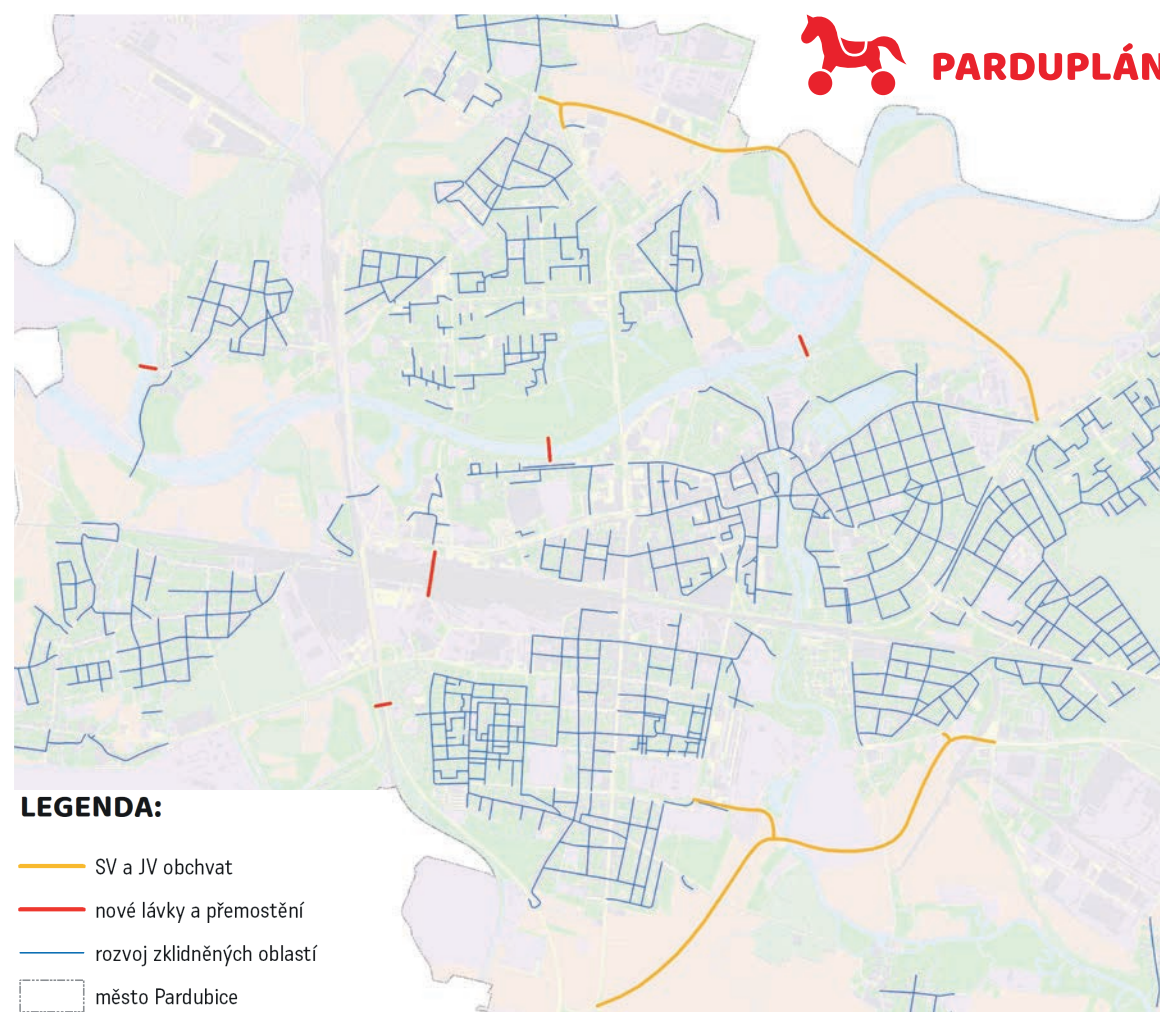 PARDUPLÁN
LEGENDA:
SV a JV obchvat
nové lávky a přemostění
rozvoj zklidněných oblastí
město Pardubice